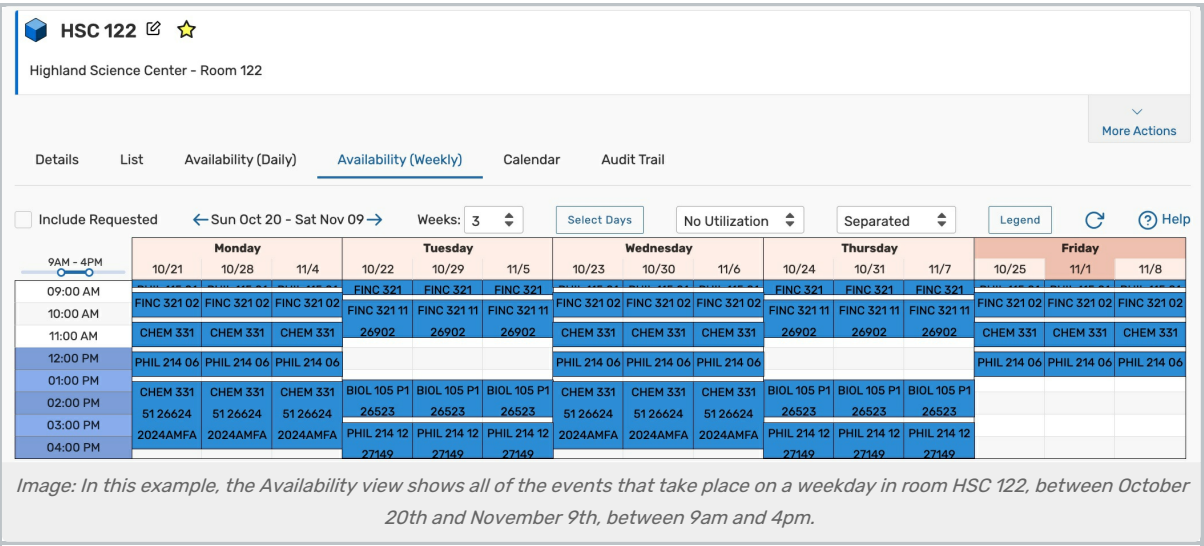 HSC 122
Highland Science Center - Room 122
More Actions
Details List Availability (Daily) Availability (Weekly) Calendar Audit Trail
Include Requested Sun Oct 20 - Sat Nov 09 Weeks: 3 Select Days No Utilization Separated Legend Help
Monday Tuesday Wednesday Thursday Friday
9AM - 4PM
10/21 10/28 11/4 10/22 10/29 11/5 10/23 10/30 11/6 10/24 10/31 11/7 10/25 11/1 11/8
09:00 AM FINC 321 FINC 321 FINC 321 FINC 321 FINC 321 FINC 321
FINC 321 02 FINC 321 02 FINC 321 02 FINC 321 02 FINC 321 02 FINC 321 02 FINC 321 02 FINC 321 02 FINC 321 02
10:00 AM FINC 321 11 FINC 321 11 FINC 321 11 FINC 321 11 FINC 321 11 FINC 321 11
11:00 AM CHEM 331 CHEM 331 CHEM 331 26902 26902 26902 CHEM 331 CHEM 331 CHEM 331 26902 26902 26902 CHEM 331 CHEM 331 CHEM 331
12:00 PM PHIL 214 06 PHIL 214 06 PHIL 214 06 PHIL 214 06 PHIL 214 06 PHIL 214 06 PHIL 214 06 PHIL 214 06 PHIL 214 06
01:00 PM CHEM 331 CHEM 331 CHEM 331 BIOL 105 P1 BIOL 105 P1 BIOL 105 P1 CHEM 331 CHEM 331 CHEM 331 BIOL 105 P1 BIOL 105 P1 BIOL 105 P1
02:00 PM 51 26624 51 26624 51 26624 26523 26523 26523 51 26624 51 26624 51 26624 26523 26523 26523
03:00 PM 2024AMFA 2024AMFA 2024AMFA PHIL 214 12 PHIL 214 12 PHIL 214 12 2024AMFA 2024AMFA 2024AMFA PHIL 214 12 PHIL 214 12 PHIL 214 12
04:00 PM 27149 27149 27149 27149 27149 27149
Image: In this example, the Availability view shows all of the events that take place on a weekday in room HSC 122, between October
20th and November 9th, between 9am and 4pm.